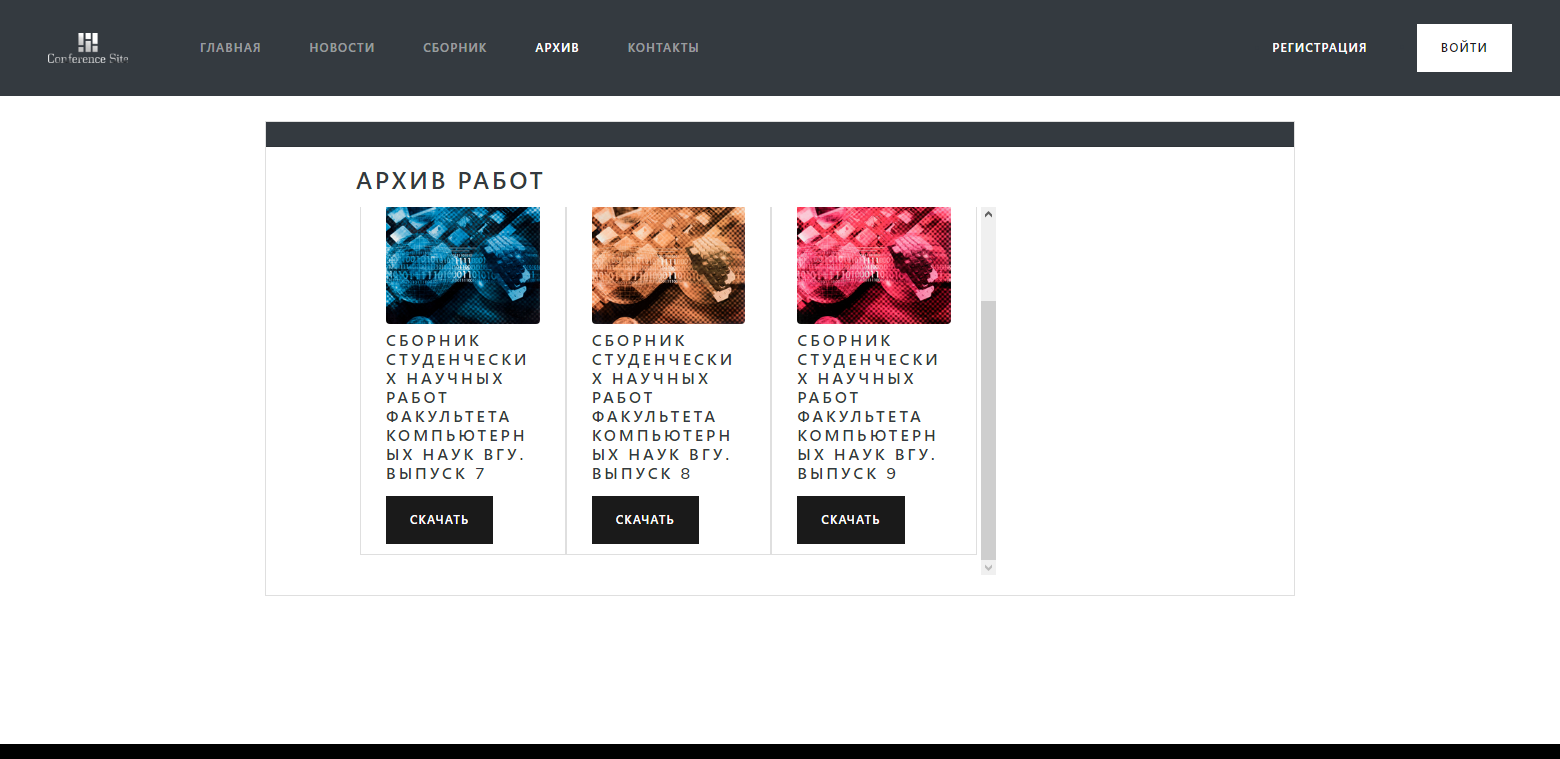 Conference Site
ГЛАВНАЯ НОВОСТИ СБОРНИК АРХИВ КОНТАКТЫ РЕГИСТРАЦИЯ ВОЙТИ
АРХИВ РАБОТ
СБОРНИК
СТУДЕНЧЕСКИ
Х НАУЧНЫХ
РАБОТ
ФАКУЛЬТЕТА
КОМПЬЮТЕРН
ЫХ НАУК ВГУ.
ВЫПУСК 7
СКАЧАТЬ
СБОРНИК
СТУДЕНЧЕСКИ
Х НАУЧНЫХ
РАБОТ
ФАКУЛЬТЕТА
КОМПЬЮТЕРН
ЫХ НАУК ВГУ.
ВЫПУСК 8
СКАЧАТЬ
СБОРНИК
СТУДЕНЧЕСКИ
Х НАУЧНЫХ
РАБОТ
ФАКУЛЬТЕТА
КОМПЬЮТЕРН
ЫХ НАУК ВГУ.
ВЫПУСК 9
СКАЧАТЬ